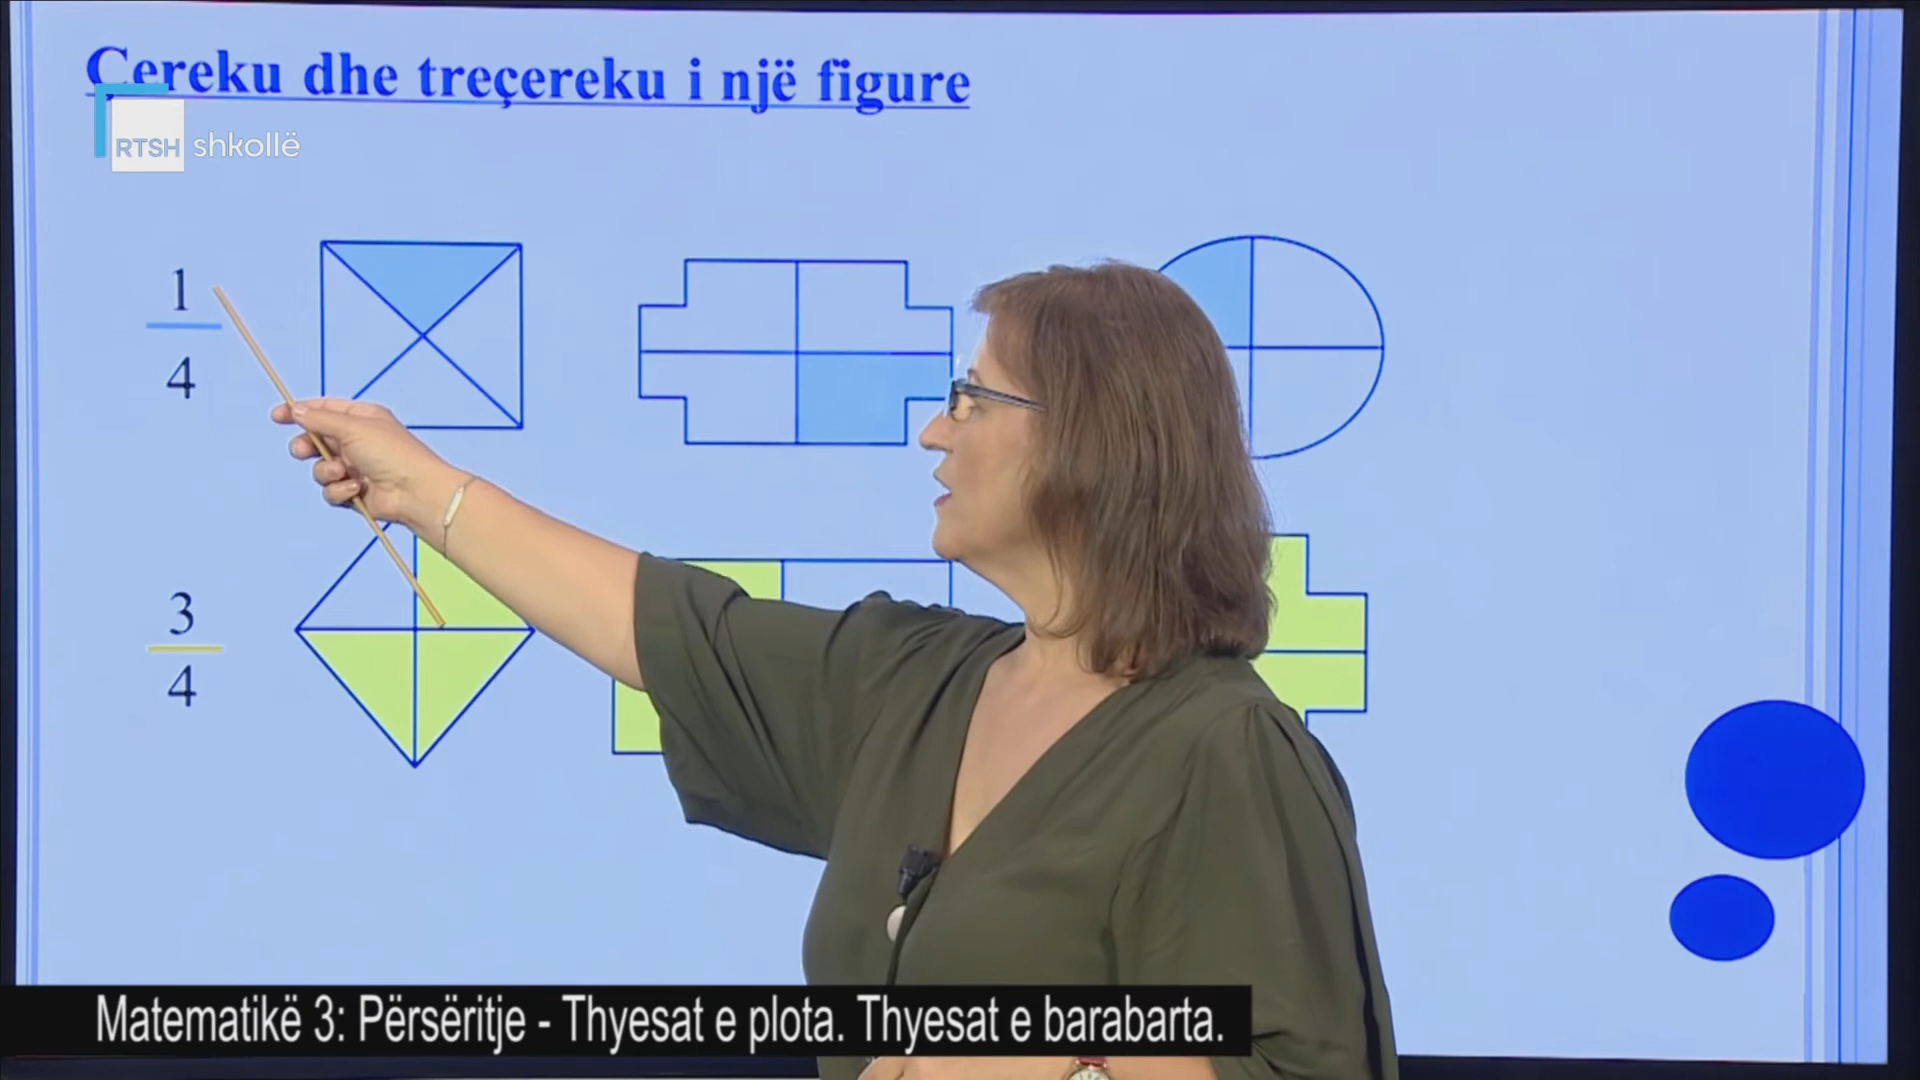 Çereku dhe treçereku i një figure
RTSH shkollë
1
4
3
4
Matematikë 3: Përsëritje - Thyesat e plota. Thyesat e barabarta.